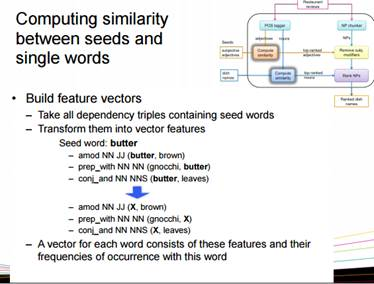 Computing similarity
between seeds and
single words
Restaurant
reviews
POS tagger
NP chunker
adjectives
nouns
NPs
Seeds
subjective
adjectives
Compute
similarity
top-ranked
adjectives
Remove subj.
modifiers
dish
names
Compute
similarity
top-ranked
nouns
Rank NPs
Ranked dish
names
• Build feature vectors
– Take all dependency triples containing seed words
– Transform them into vector features
Seed word: butter
– amod NN JJ (butter, brown)
– prep_with NN NN (gnocchi, butter)
– conj_and NN NNS (butter, leaves)
– amod NN JJ (X, brown)
– prep_with NN NN (gnocchi, X)
– conj_and NN NNS (X, leaves)
– A vector for each word consists of these features and their
frequencies of occurrence with this word